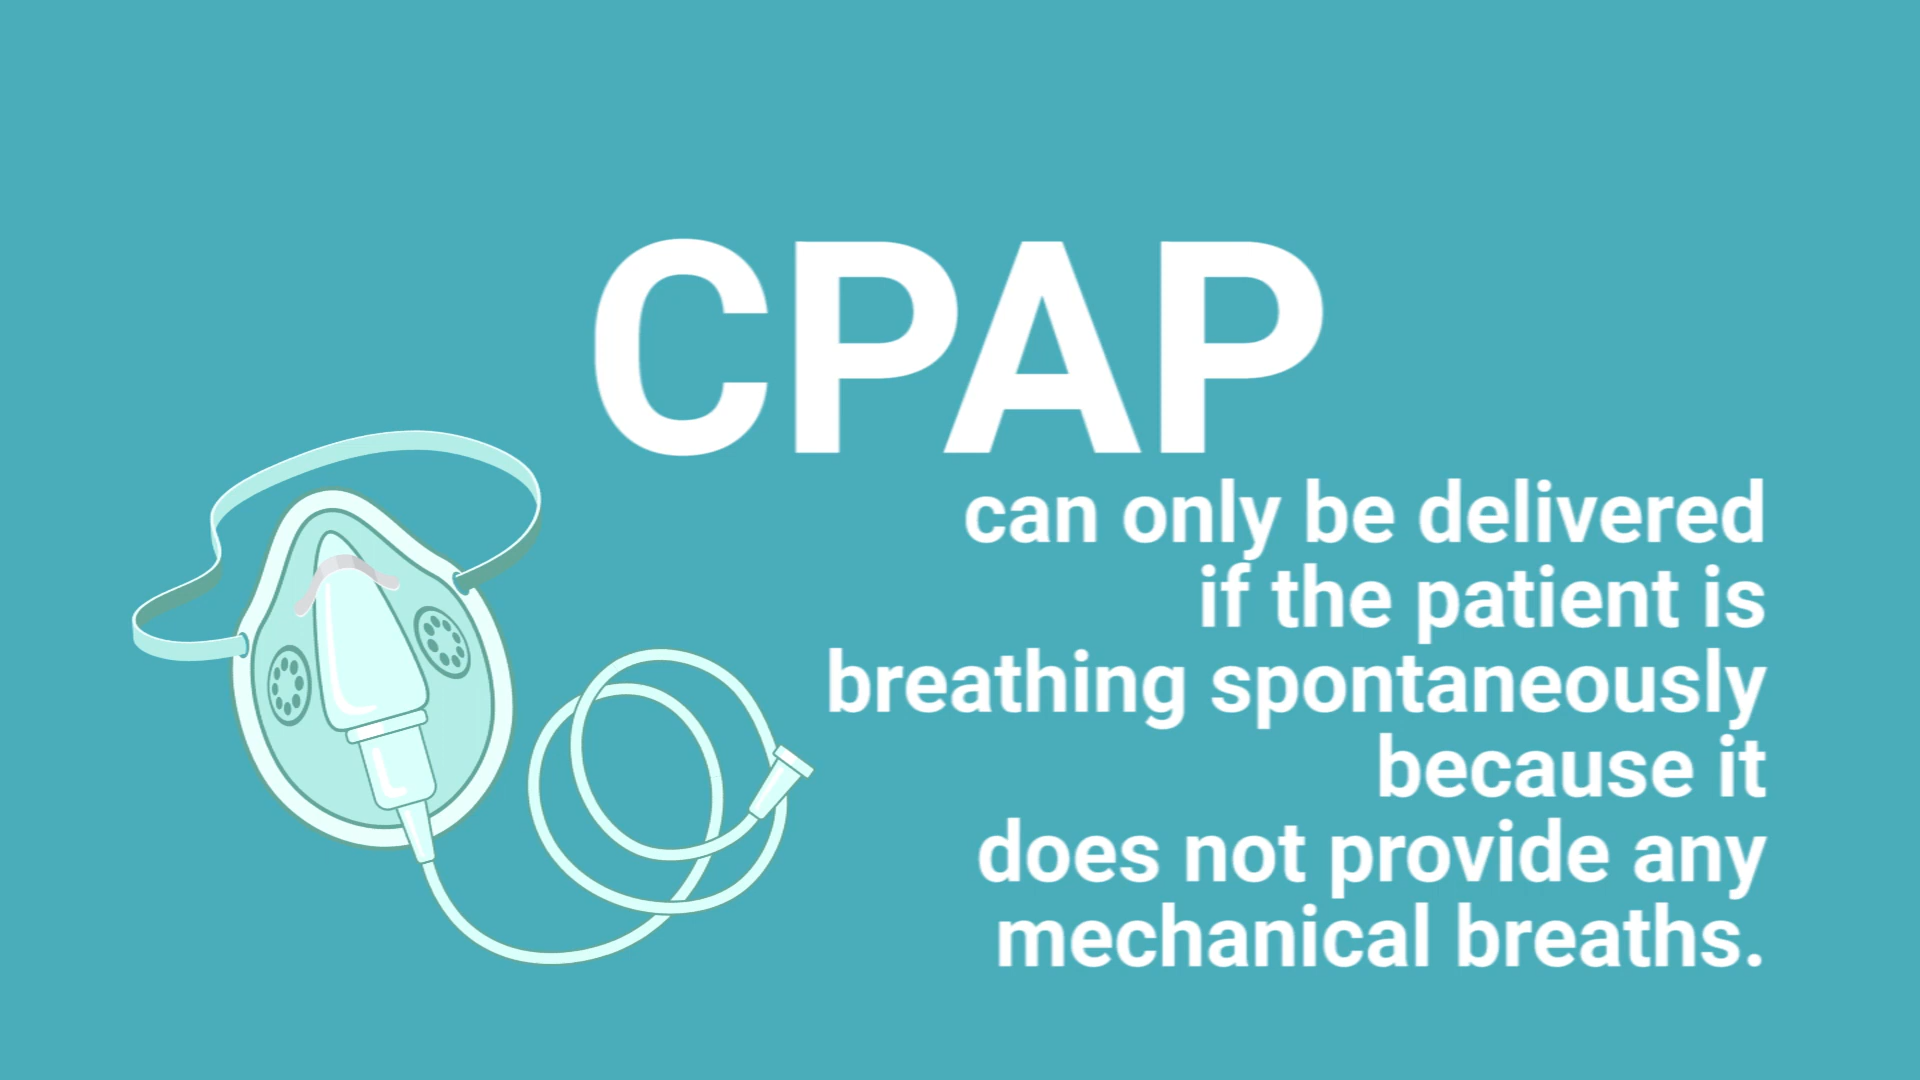 CPAP
can only be delivered
if the patient is
breathing spontaneously
because it
does not provide any
mechanical breaths.